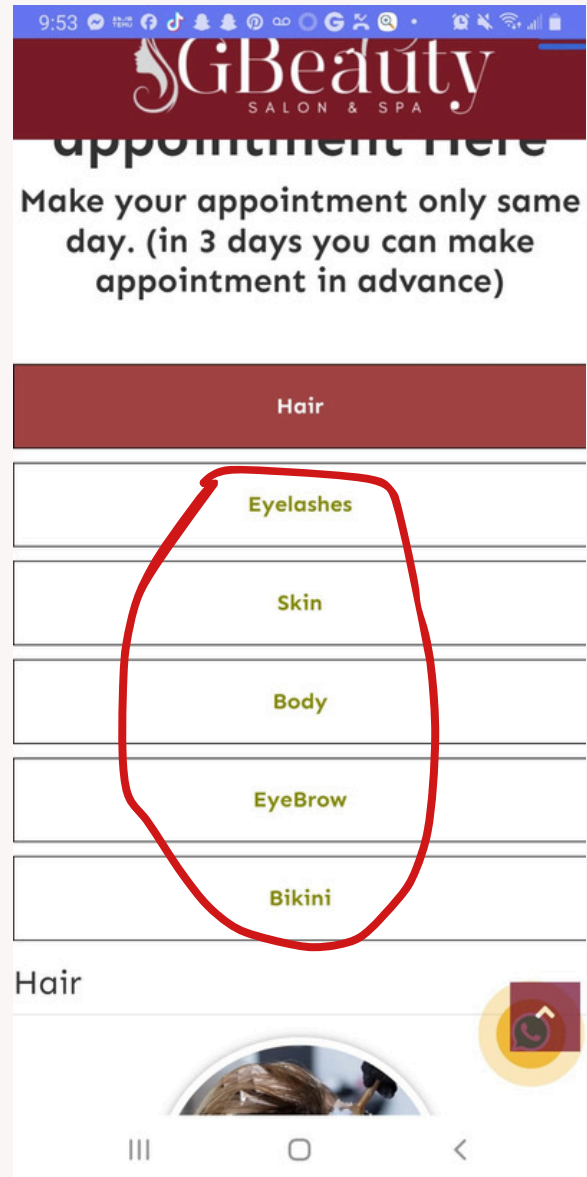 9:53
GBeauty
SALON & SPA
appointment Here
Make your appointment only same
day. (in 3 days you can make
appointment in advance)
Hair
Eyelashes
Skin
Body
EyeBrow
Bikini
Hair